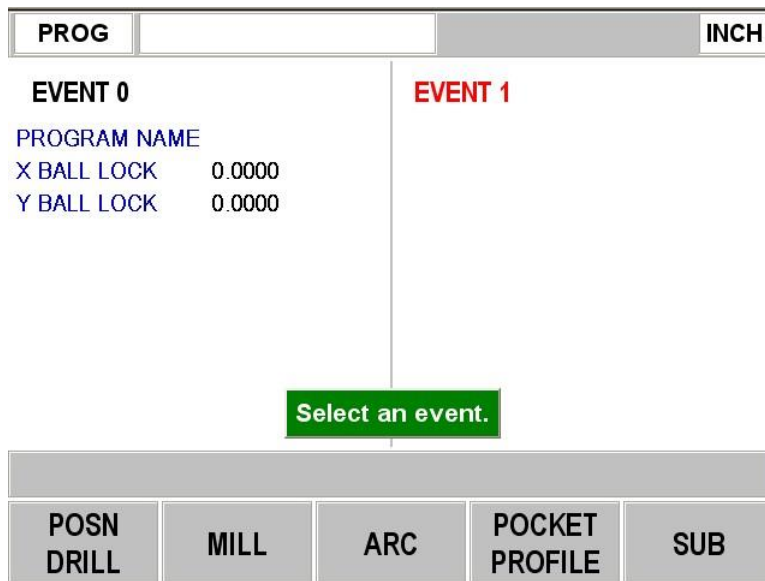 PROG INCH
EVENT 0 EVENT 1
PROGRAM NAME
X BALL LOCK 0.0000
Y BALL LOCK 0.0000
Select an event.
POSN DRILL
MILL
ARC
POCKET PROFILE
SUB